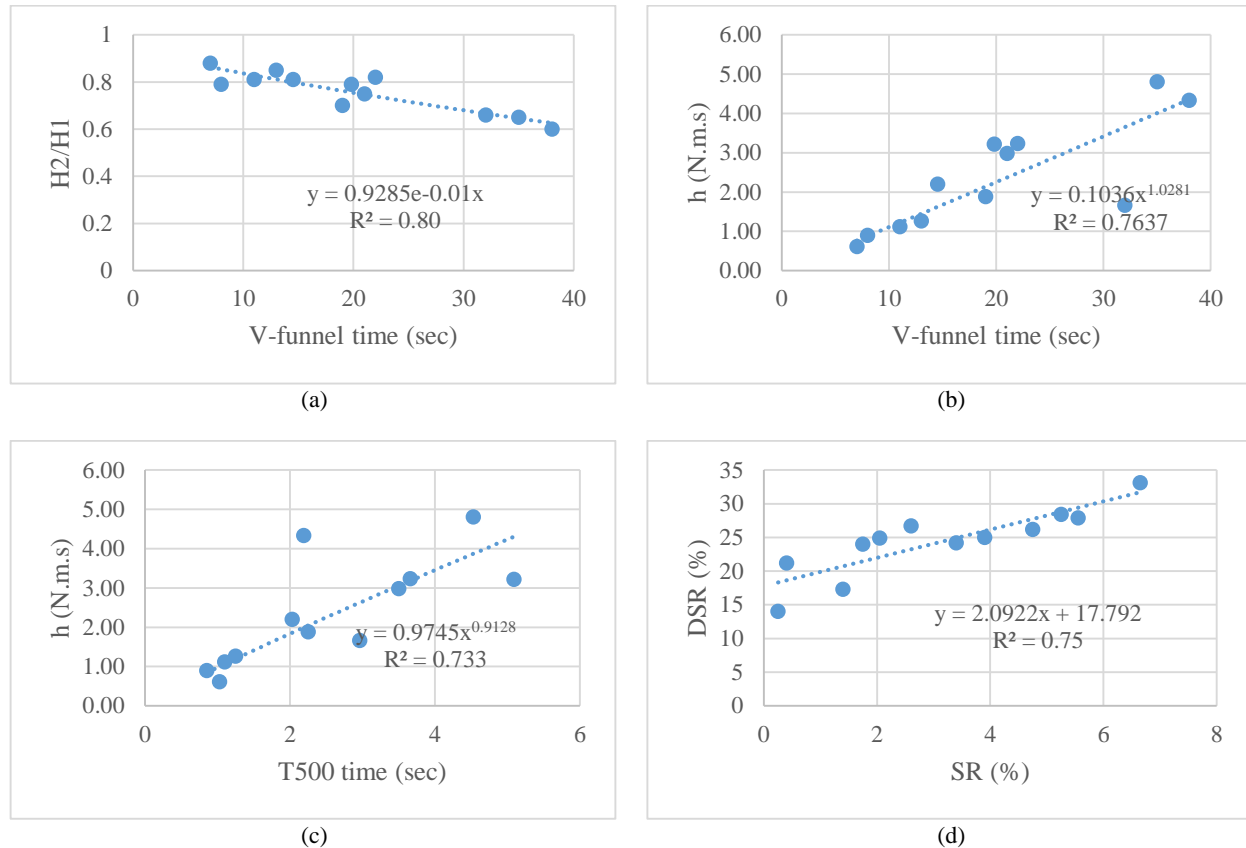 1
0.8
0.6
0.4
0.2
0
H2/H1
y = 0.9285e-0.01x
R² = 0.80
0 10 20 30 40
V-funnel time (sec)
(a)
6.00
5.00
4.00
3.00
2.00
1.00
0.00
h (N.m.s)
y = 0.1036x^1.0281
R² = 0.7637
0 10 20 30 40
V-funnel time (sec)
(b)
6.00
5.00
4.00
3.00
2.00
1.00
0.00
h (N.m.s)
y = 0.9745x^0.9128
R² = 0.733
0 2 4 6
T500 time (sec)
(c)
35
30
25
20
15
10
5
0
DSR (%)
y = 2.0922x + 17.792
R² = 0.75
0 2 4 6 8
SR (%)
(d)